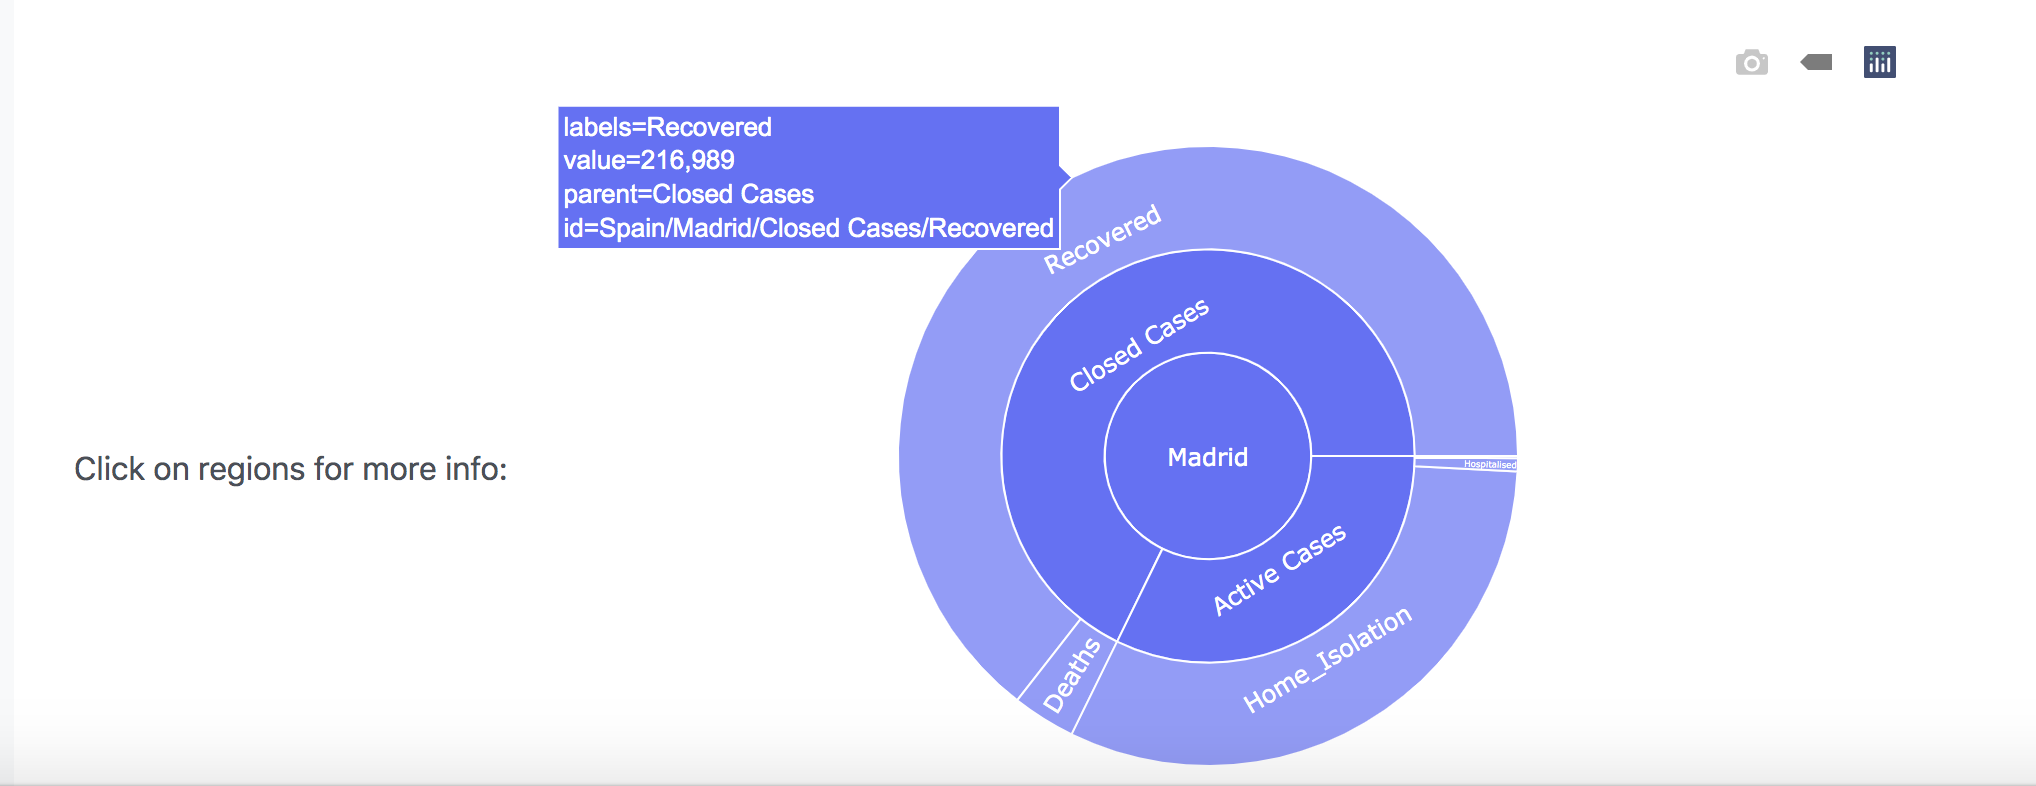 labels=Recovered
value=216,989
parent=Closed Cases
id=Spain/Madrid/Closed Cases/Recovered
Recovered
Closed Cases
Madrid
Hospitalised
Click on regions for more info:
Active Cases
Home_Isolation
Deaths